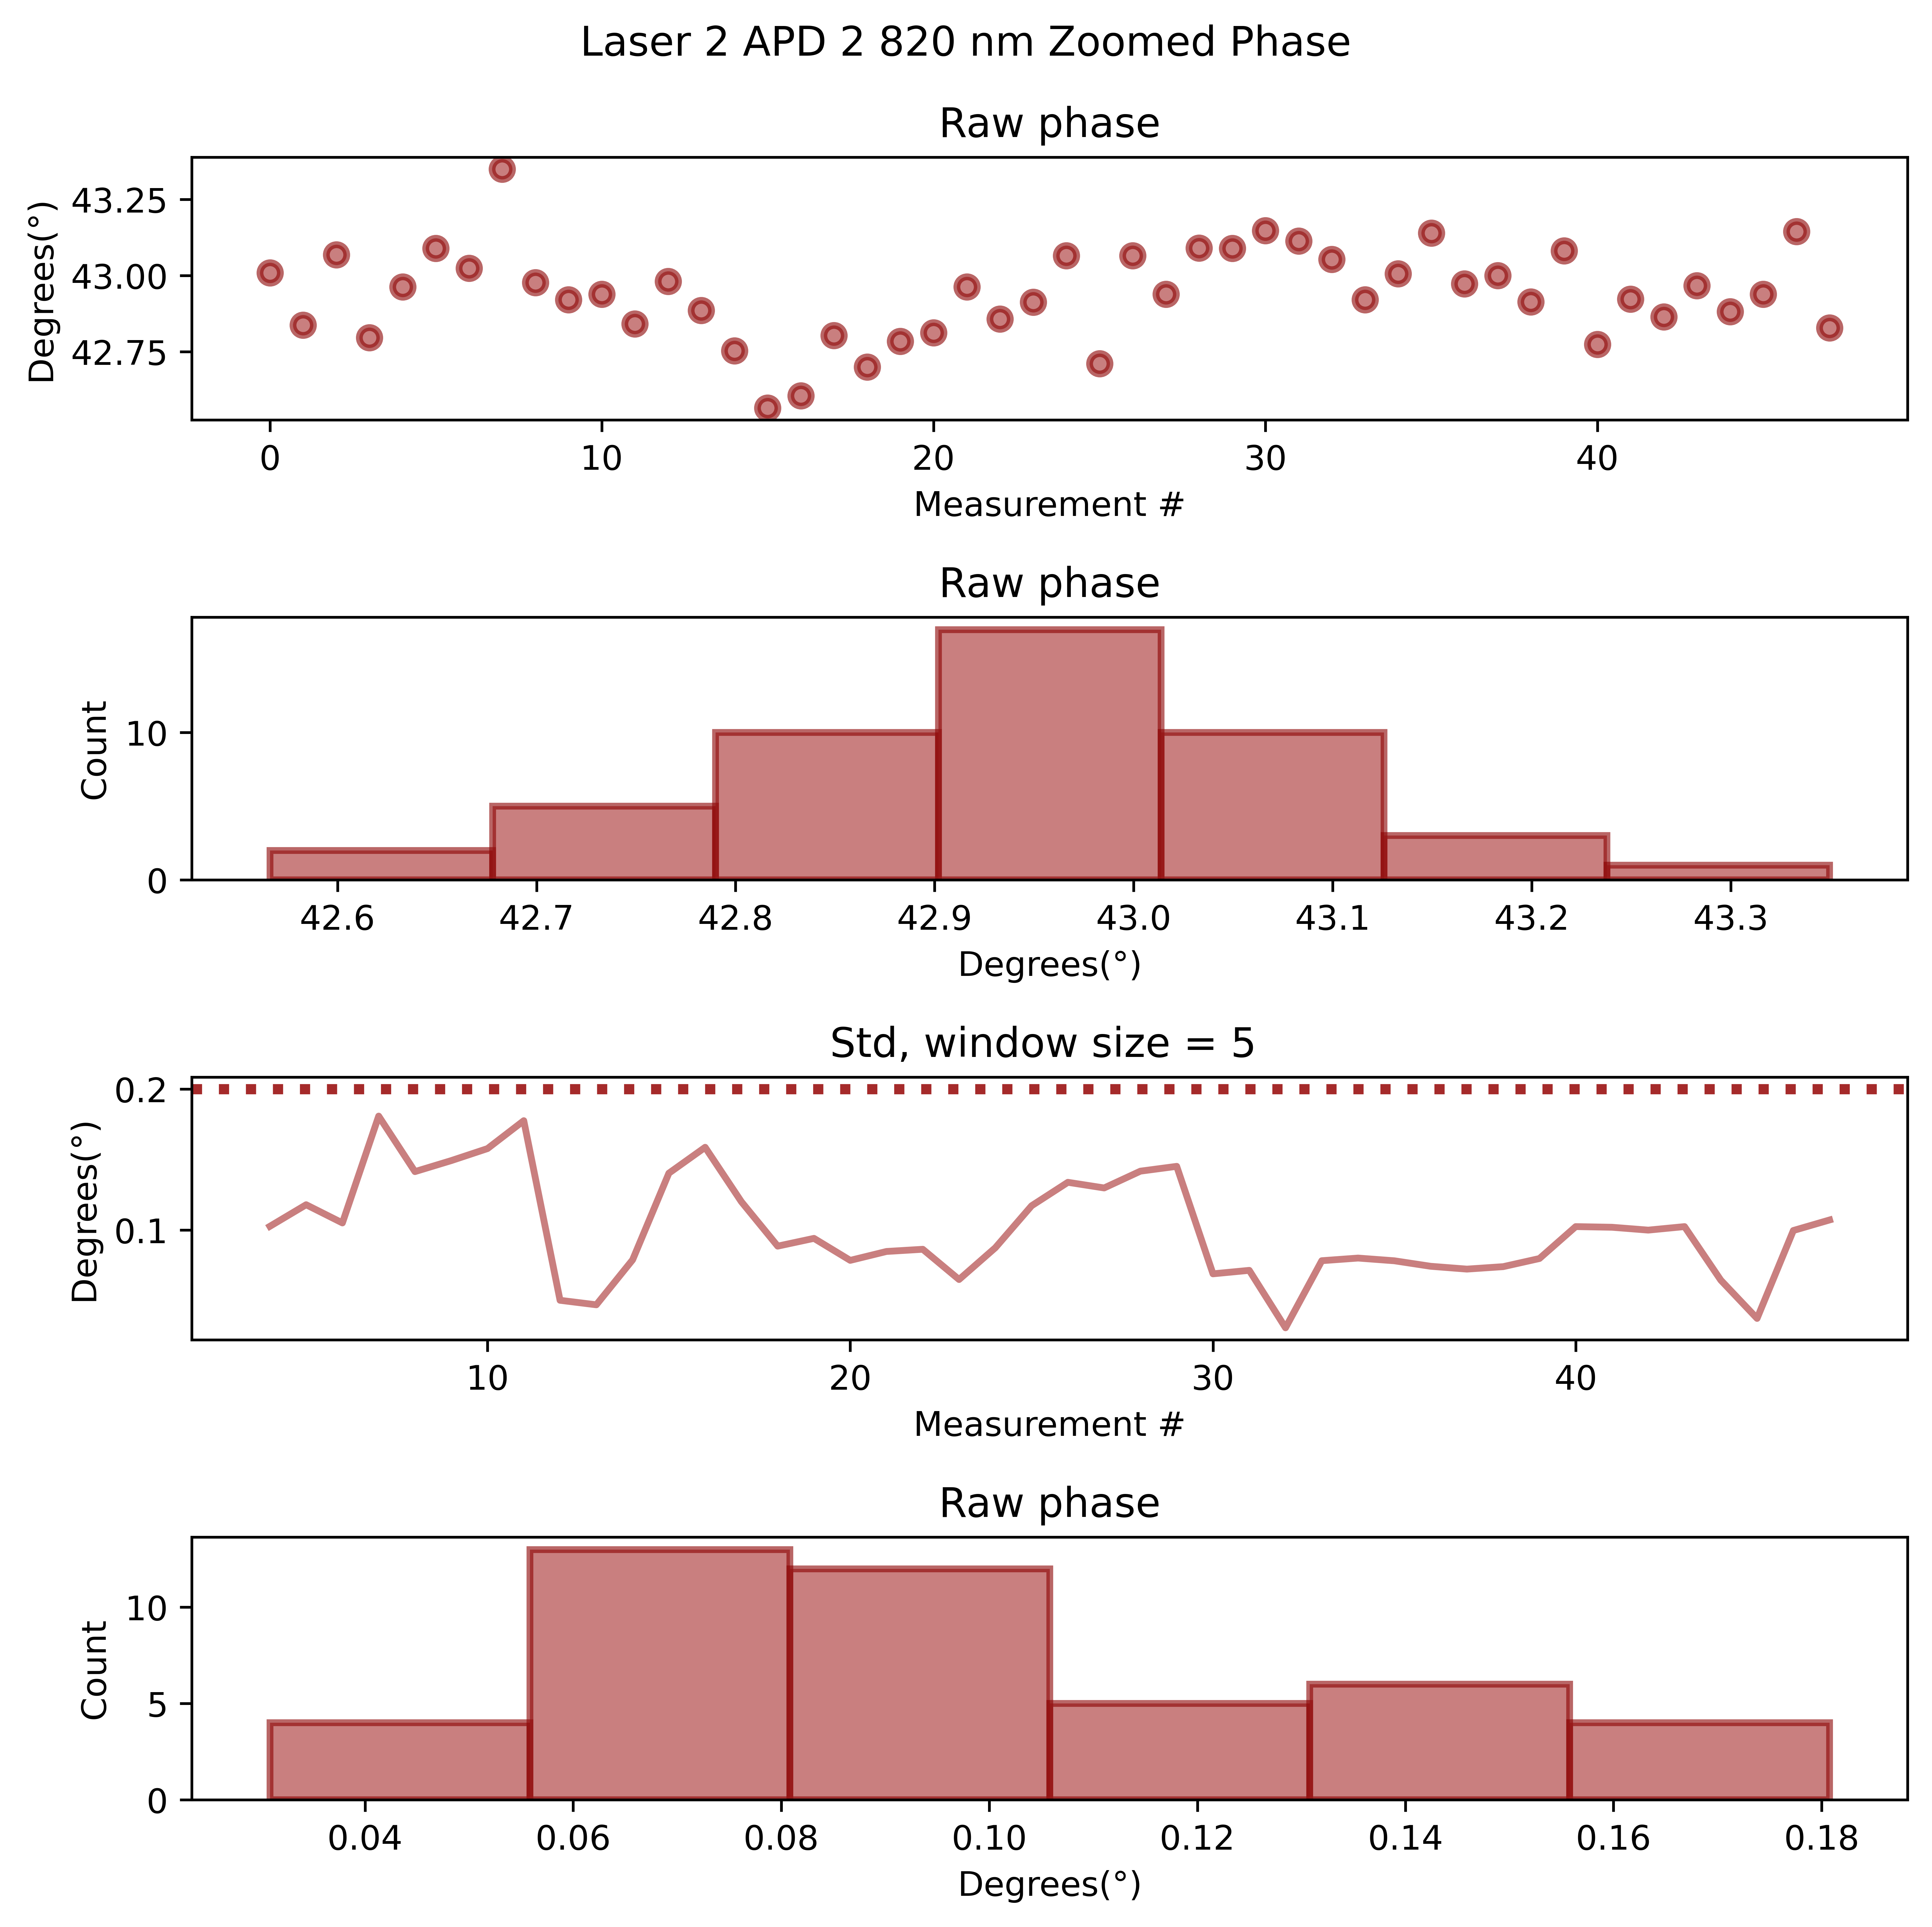 Laser 2 APD 2 820 nm Zoomed Phase
Raw phase
Degrees(°)
43.25
43.00
42.75
0 10 20 30 40
Measurement #
Raw phase
Count
10
0
42.6 42.7 42.8 42.9 43.0 43.1 43.2 43.3
Degrees(°)
Std, window size = 5
Degrees(°)
0.2
0.1
10 20 30 40
Measurement #
Raw phase
Count
10
5
0
0.04 0.06 0.08 0.10 0.12 0.14 0.16 0.18
Degrees(°)